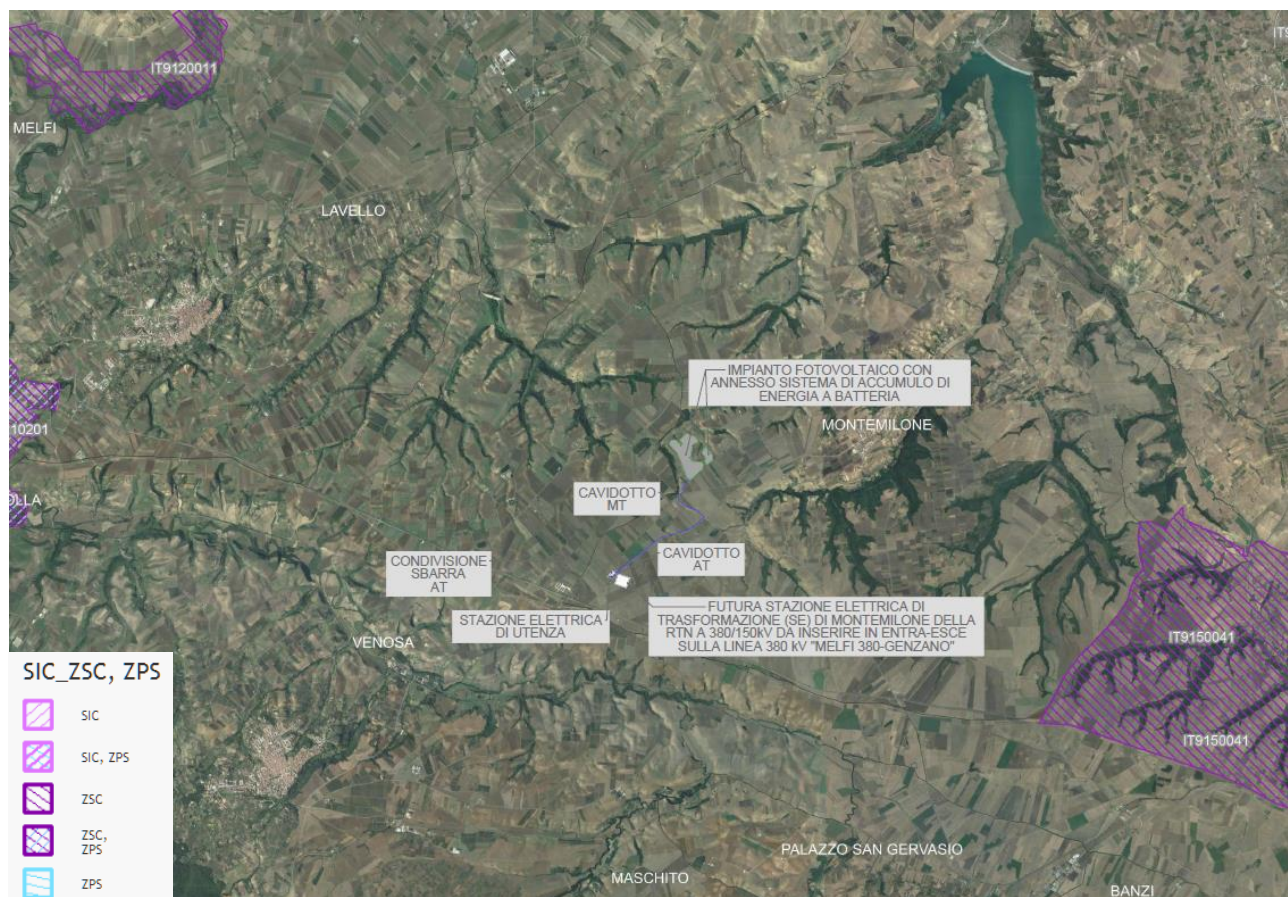 IT9120011
IT9
MELFI
LAVELLO
IMPIANTO FOTOVOLTAICO CON
ANNESSO SISTEMA DI ACCUMULO DI
ENERGIA A BATTERIA
MONTEMILONE
10201
OLLA
CAVIDOTTO
MT
CONDIVISIONE
SBARRA
AT
CAVIDOTTO
AT
STAZIONE ELETTRICA
DI UTENZA
FUTURA STAZIONE ELETTRICA DI
TRASFORMAZIONE (SE) DI MONTEMILONE DELLA
RTN A 380/150kV DA INSERIRE IN ENTRA-ESCE
SULLA LINEA 380 kV "MELFI 380-GENZANO"
VENOSA
IT9150041
IT9150041
SIC_ZSC, ZPS
SIC
SIC, ZPS
ZSC
ZSC,
ZPS
ZPS
PALAZZO SAN GERVASIO
MASCHITO
BANZI